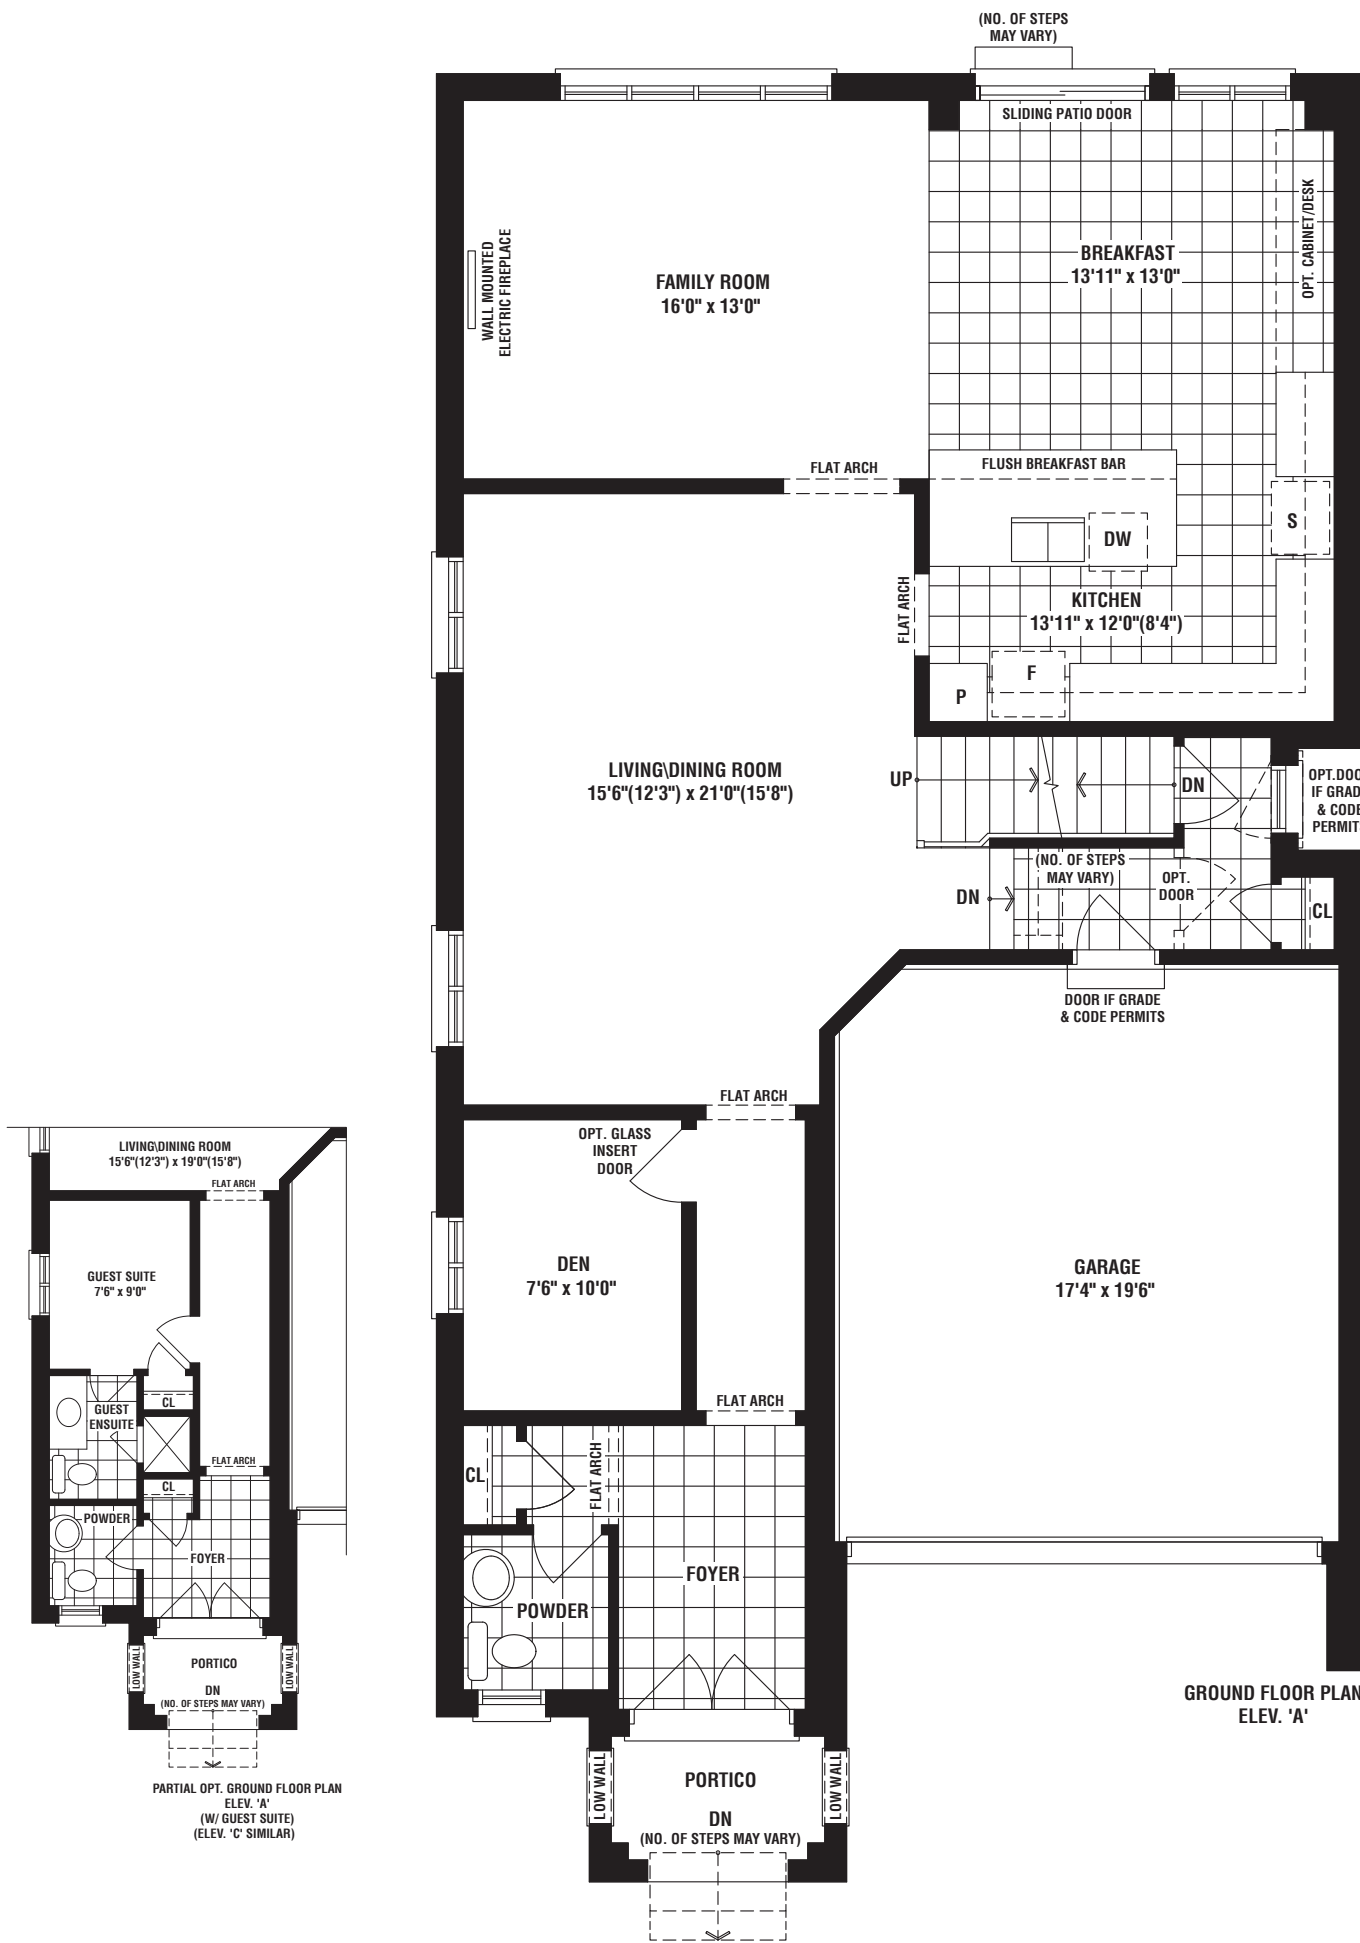 (NO. OF STEPS
MAY VARY)
SLIDING PATIO DOOR
OPT. CABINET/DESK
BREAKFAST
13'11" x 13'0"
FAMILY ROOM
16'0" x 13'0"
WALL MOUNTED
ELECTRIC FIREPLACE
FLAT ARCH
FLUSH BREAKFAST BAR
S
DW
FLAT ARCH
KITCHEN
13'11" x 12'0"(8'4")
F
P
LIVING\DINING ROOM
15'6"(12'3") x 21'0"(15'8")
UP
DN
OPT.DOO
IF GRAD
& CODE
PERMIT
(NO. OF STEPS
MAY VARY)
OPT.
DOOR
DN
CL
DOOR IF GRADE
& CODE PERMITS
FLAT ARCH
OPT. GLASS
INSERT
DOOR
DEN
7'6" x 10'0"
GARAGE
17'4" x 19'6"
FLAT ARCH
CL
FLAT ARCH
FOYER
POWDER
PORTICO
LOW WALL
LOW WALL
DN
(NO. OF STEPS MAY VARY)
GROUND FLOOR PLAN
ELEV. 'A'
LIVING\DINING ROOM
15'6"(12'3") x 19'0"(15'8")
FLAT ARCH
GUEST SUITE
7'6" x 9'0"
CL
GUEST
ENSUITE
FLAT ARCH
CL
POWDER
FOYER
PORTICO
LOW WALL
LOW WALL
DN
(NO. OF STEPS MAY VARY)
PARTIAL OPT. GROUND FLOOR PLAN
ELEV. 'A'
(W/ GUEST SUITE)
(ELEV. 'C' SIMILAR)